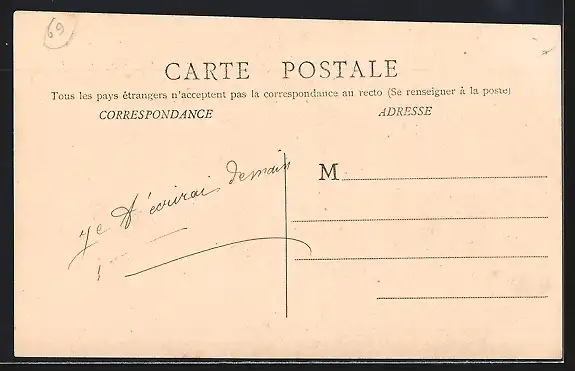 69
CARTE POSTALE
Tous les pays étrangers n'acceptent pas la correspondance au recto (Se renseigner à la poste)
CORRESPONDANCE
ADRESSE
M
Je t'écrirai demain